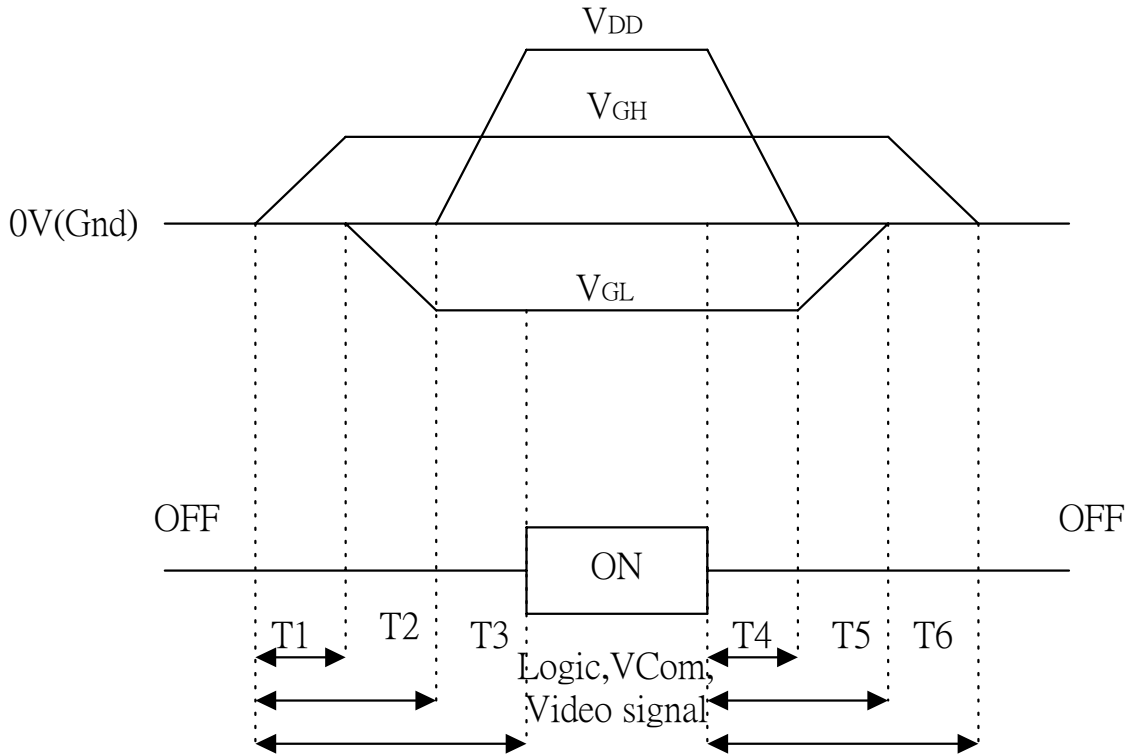 VDD
VGH
0V(Gnd)
VGL
OFF
OFF
ON
T1
T2
T3
T4
T5
T6
Logic,VCom,
Video signal